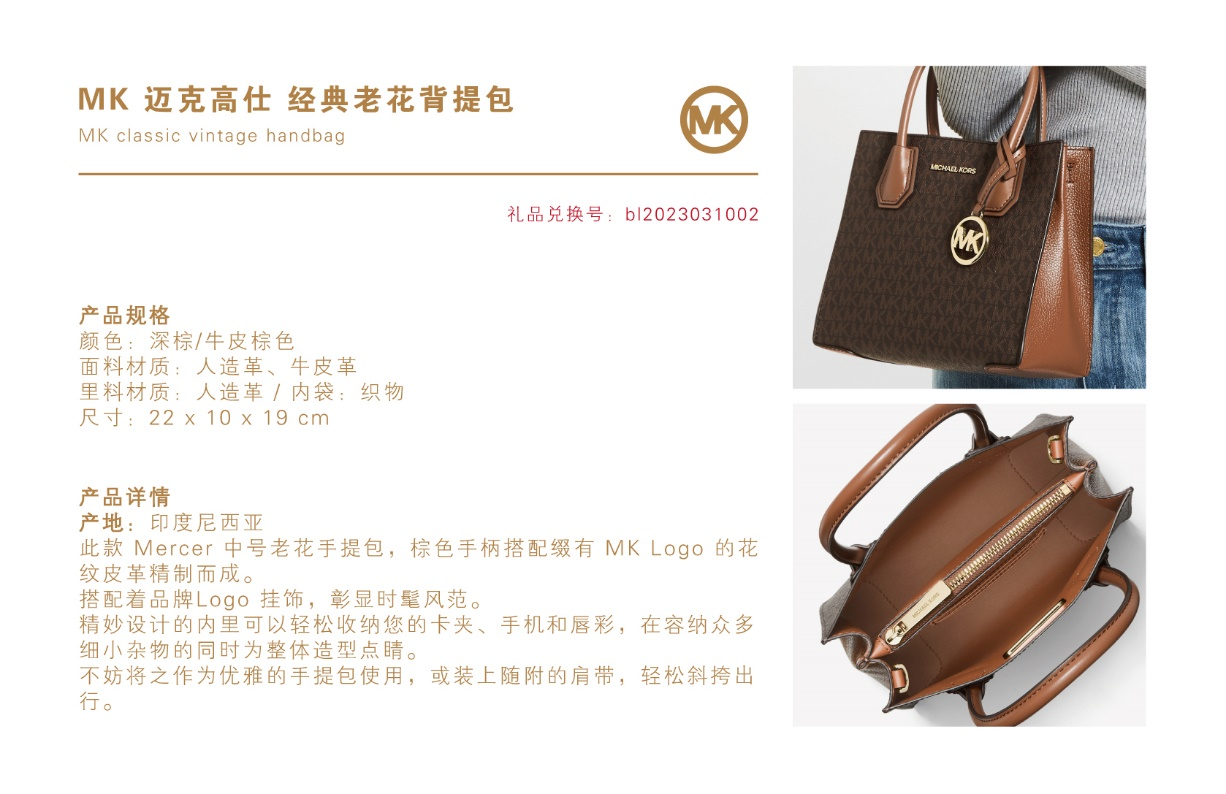 MK 迈克高仕 经典老花背提包
MK classic vintage handbag
MK
礼品兑换号：bl2023031002
产品规格
颜色：深棕/牛皮棕色
面料材质：人造革、牛皮革
里料材质：人造革 / 内袋：织物
尺寸：22 x 10 x 19 cm
产品详情
产地：印度尼西亚
此款 Mercer 中号老花手提包，棕色手柄搭配缀有 MK Logo 的花
纹皮革精制而成。
搭配着品牌Logo 挂饰，彰显时髦风范。
精妙设计的内里可以轻松收纳您的卡夹、手机和唇彩，在容纳众多
细小杂物的同时为整体造型点睛。
不妨将之作为优雅的手提包使用，或装上随附的肩带，轻松斜挎出
行。
MICHAEL KORS
MK
MICHAEL KORS